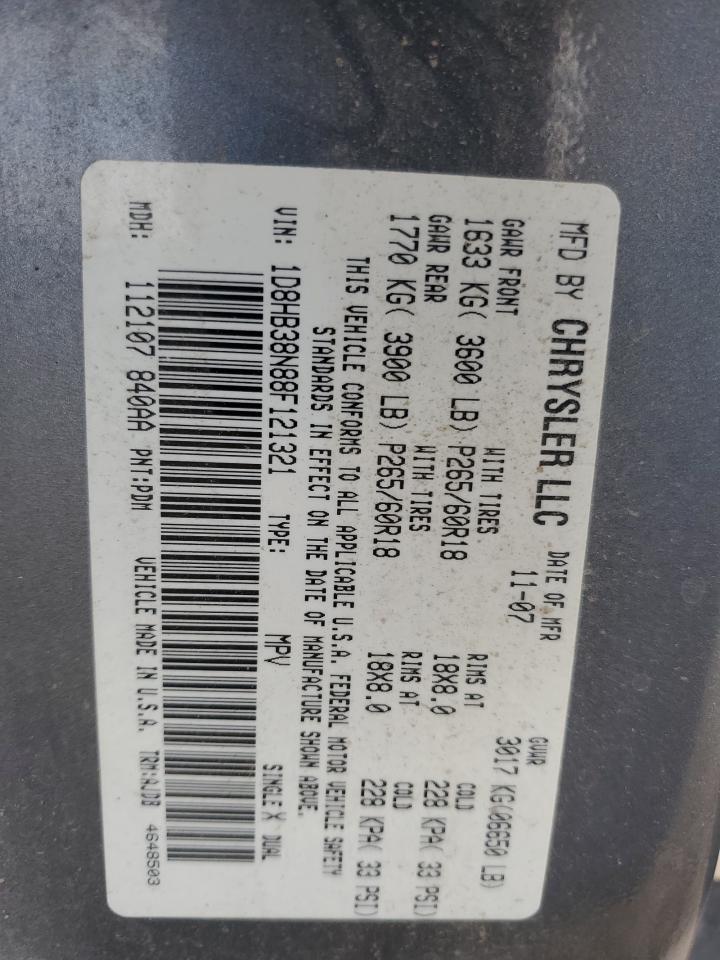 MFD BY CHRYSLER LLC DATE OF MFR GVWR
11-07 3017 KG(06650 LB)
GAWR FRONT WITH TIRES RIMS AT COLD
1633 KG( 3600 LB) P265/60R18 18X8.0 228 KPA( 33 PSI)
GAWR REAR WITH TIRES RIMS AT COLD
1770 KG( 3900 LB) P265/60R18 18X8.0 228 KPA( 33 PSI)
THIS VEHICLE CONFORMS TO ALL APPLICABLE U.S.A. FEDERAL MOTOR VEHICLE SAFETY
STANDARDS IN EFFECT ON THE DATE OF MANUFACTURE SHOWN ABOVE.
VIN: 1D8HB38N88F121321 TYPE: MPV SINGLE X DUAL
MDH: 112107 840AA PNT:PDM VEHICLE MADE IN U.S.A. TRM:AJDB 4648503